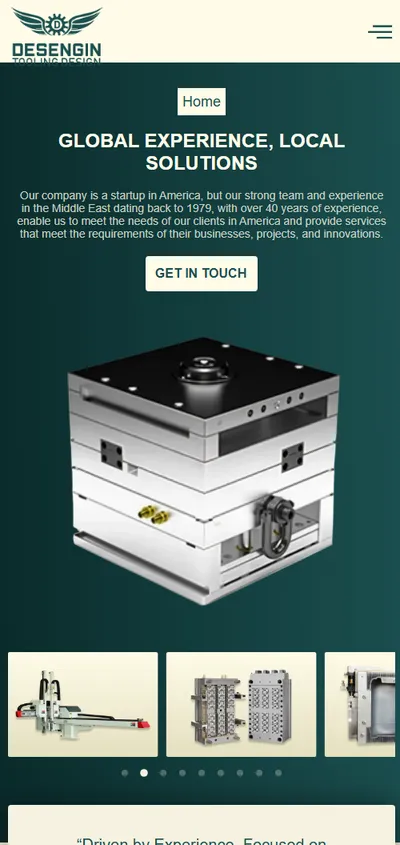 DESENGIN
TOOLING DESIGN
Home
GLOBAL EXPERIENCE, LOCAL
SOLUTIONS
Our company is a startup in America, but our strong team and experience
in the Middle East dating back to 1979, with over 40 years of experience,
enable us to meet the needs of our clients in America and provide services
that meet the requirements of their businesses, projects, and innovations.
GET IN TOUCH
“Driven by Experience, Focused on